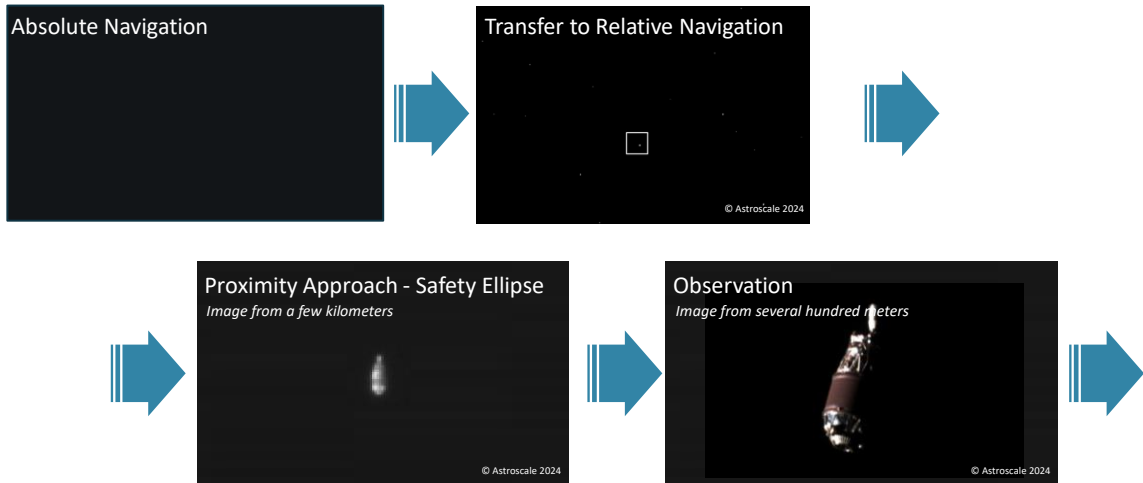 Absolute Navigation
Transfer to Relative Navigation
© Astroscale 2024
Proximity Approach - Safety Ellipse
Image from a few kilometers
© Astroscale 2024
Observation
Image from several hundred meters
© Astroscale 2024